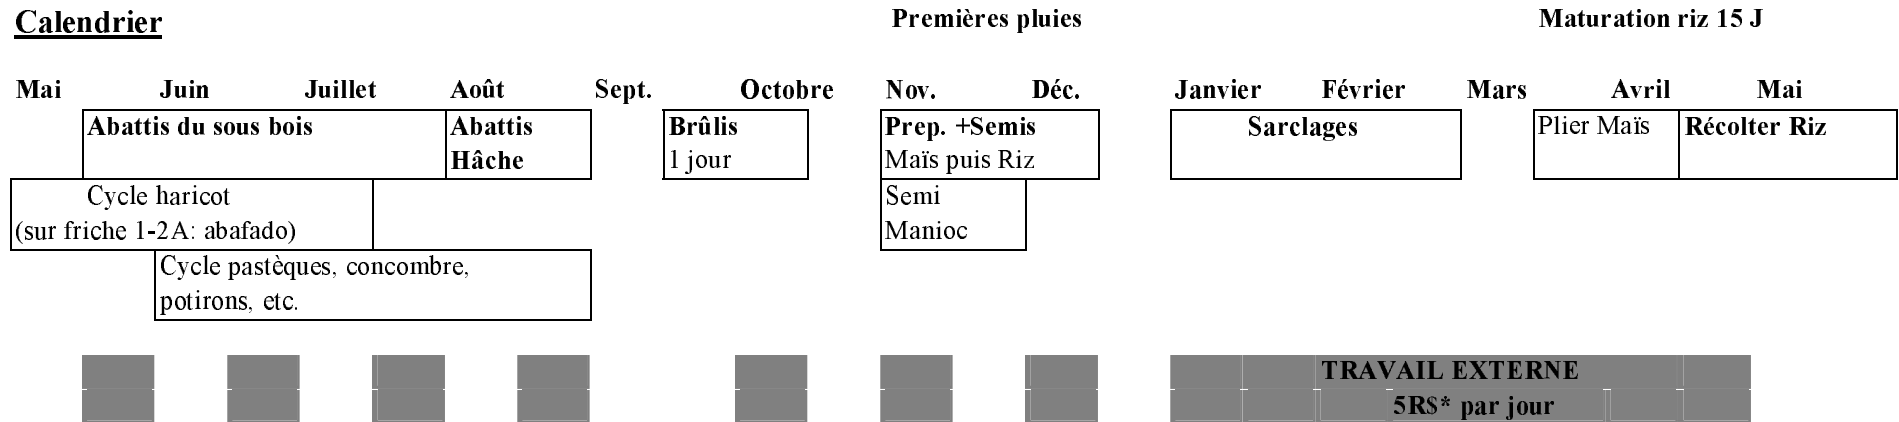 Calendrier Premières pluies Maturation riz 15 J
Mai Juin Juillet Août Sept. Octobre Nov. Déc. Janvier Février Mars Avril Mai
Abattis du sous bois Abattis Brûlis Prep. +Semis Sarclages Plier Maïs Récolter Riz
Hâche 1 jour Maïs puis Riz
Cycle haricot Semi
(sur friche 1-2A: abafado) Manioc
Cycle pastèques, concombre,
potirons, etc.
TRAVAIL EXTERNE
5R$* par jour